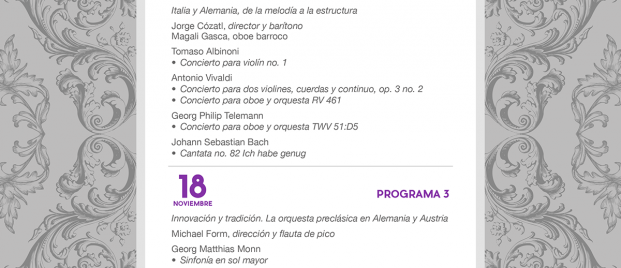 Italia y Alemania, de la melodía a la estructura
Jorge Cózatl, director y barítono
Magali Gasca, oboe barroco
Tomaso Albinoni
• Concierto para violín no. 1
Antonio Vivaldi
• Concierto para dos violines, cuerdas y continuo, op. 3 no. 2
• Concierto para oboe y orquesta RV 461
Georg Philip Telemann
• Concierto para oboe y orquesta TWV 51:D5
Johann Sebastian Bach
• Cantata no. 82 Ich habe genug
18
NOVIEMBRE
PROGRAMA 3
Innovación y tradición. La orquesta preclásica en Alemania y Austria
Michael Form, dirección y flauta de pico
Georg Matthias Monn
• Sinfonía en sol mayor